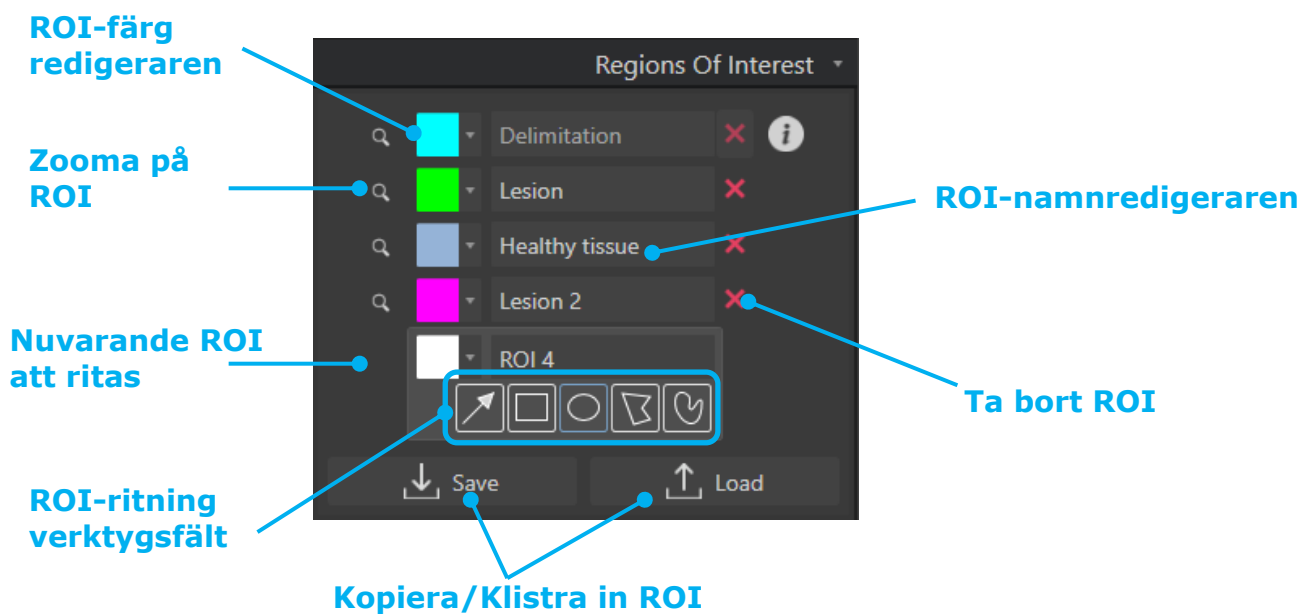 ROI-färg
redigeraren
Regions Of Interest
Delimitation
i
Zooma på
ROI
Lesion
ROI-namnredigeraren
Healthy tissue
Lesion 2
Nuvarande ROI
att ritas
ROI 4
Ta bort ROI
Save
Load
ROI-ritning
verktygsfält
Kopiera/Klistra in ROI